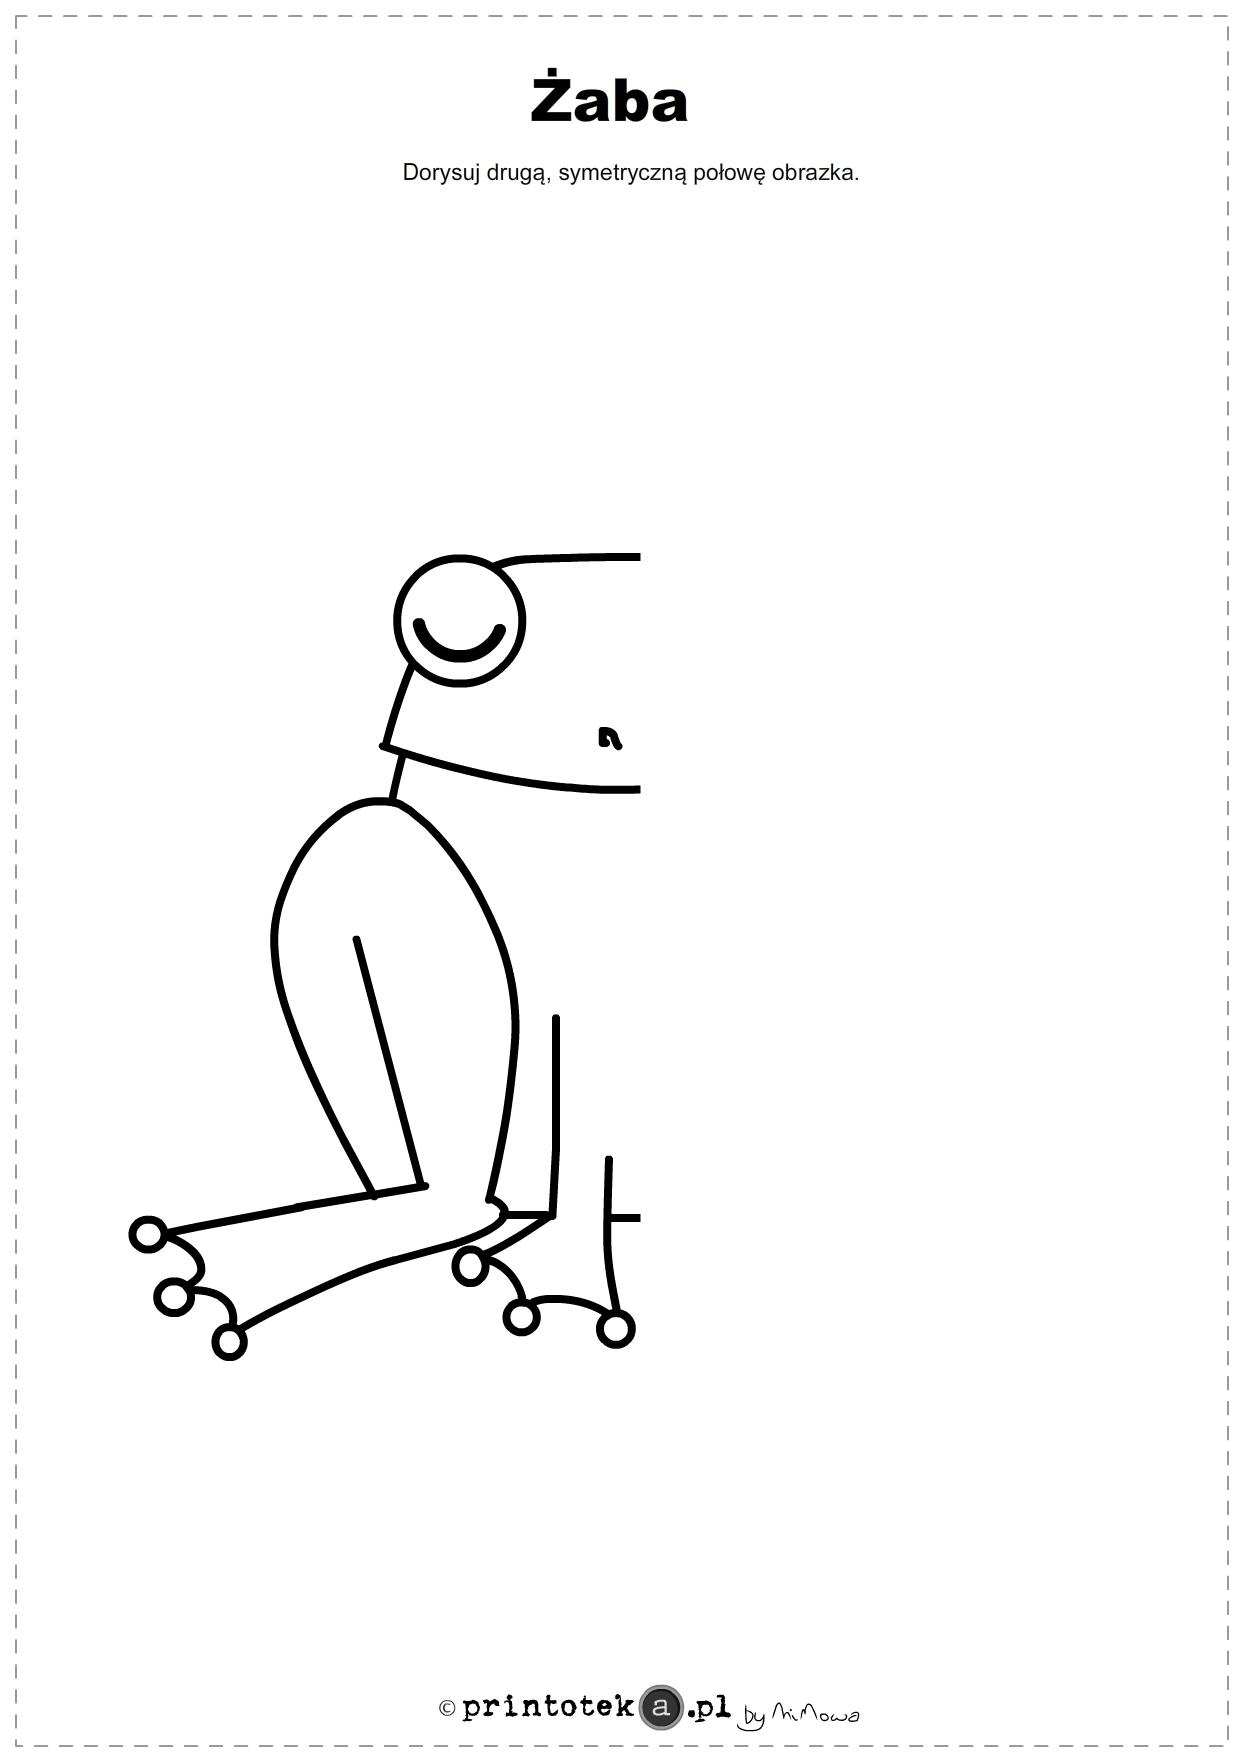 Żaba
Dorysuj drugą, symetryczną połowę obrazka.
© printoteka.pl by MiMowa